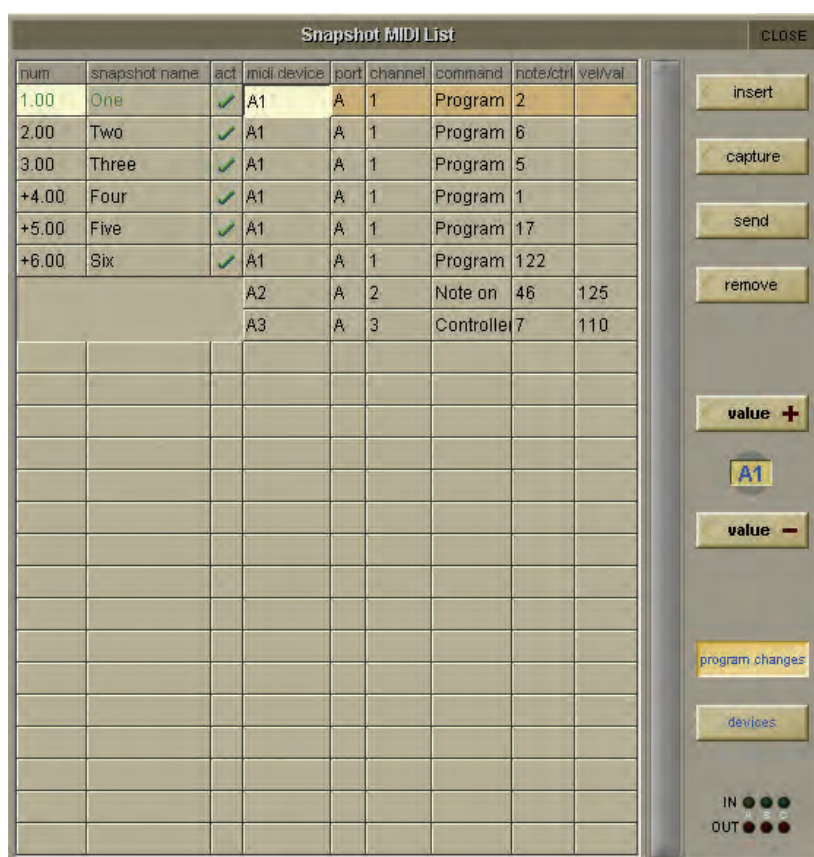 Snapshot MIDI List CLOSE
num snapshot name act midi device port channel command note/ctrl vel/val
1.00 One A1 A 1 Program 2
2.00 Two A1 A 1 Program 6
3.00 Three A1 A 1 Program 5
+4.00 Four A1 A 1 Program 1
+5.00 Five A1 A 1 Program 17
+6.00 Six A1 A 1 Program 122
A2 A 2 Note on 46 125
A3 A 3 Controller 7 110
insert
capture
send
remove
value +
A1
value −
program changes
devices
IN
A B C
OUT